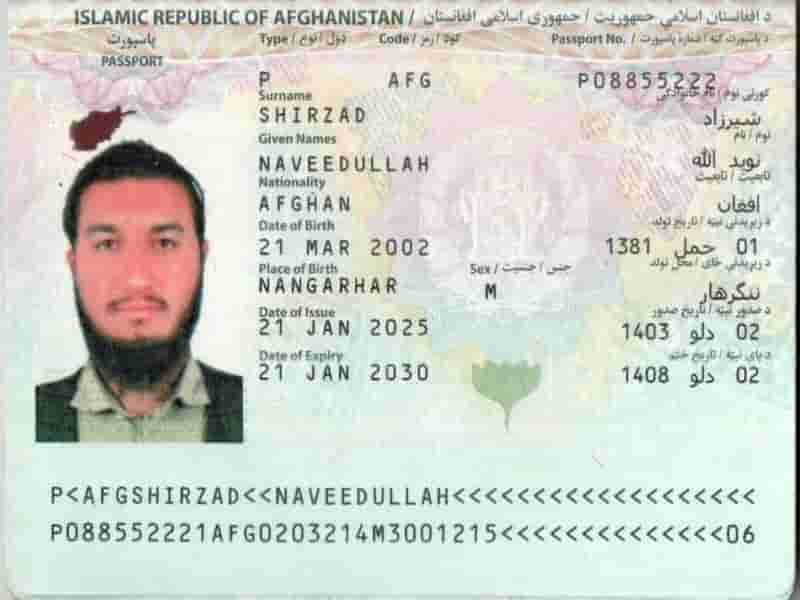 ISLAMIC REPUBLIC OF AFGHANISTAN / د افغانستان اسلامي جمهوریت / جمهوری اسلامی افغانستان
پاسپورت
PASSPORT
Type / ډول / نوع Code / کود / رمز Passport No. / د پاسپورت ګڼه / شماره پاسپورت
P AFG P08855222
Surname کورنی نوم / نام خانوادگی
SHIRZAD شیرزاد
Given Names نوم / نام
NAVEEDULLAH نوید الله
Nationality تابعیت / تابعیت
AFGHAN افغان
Date of Birth د زیږیدنې نیټه / تاریخ تولد
21 MAR 2002 01 حمل 1381
Place of Birth Sex / جنسیت / جنس د زیږیدنې ځای / محل تولد
NANGARHAR M ننگرهار
Date of Issue د صدور نیټه / تاریخ صدور
21 JAN 2025 02 دلو 1403
Date of Expiry د پای نیټه / تاریخ ختم
21 JAN 2030 02 دلو 1408
P<AFGSHIRZAD<<NAVEEDULLAH<<<<<<<<<<<<<<<<<<<
P088552221AFG0203214M3001215<<<<<<<<<<<<<<06